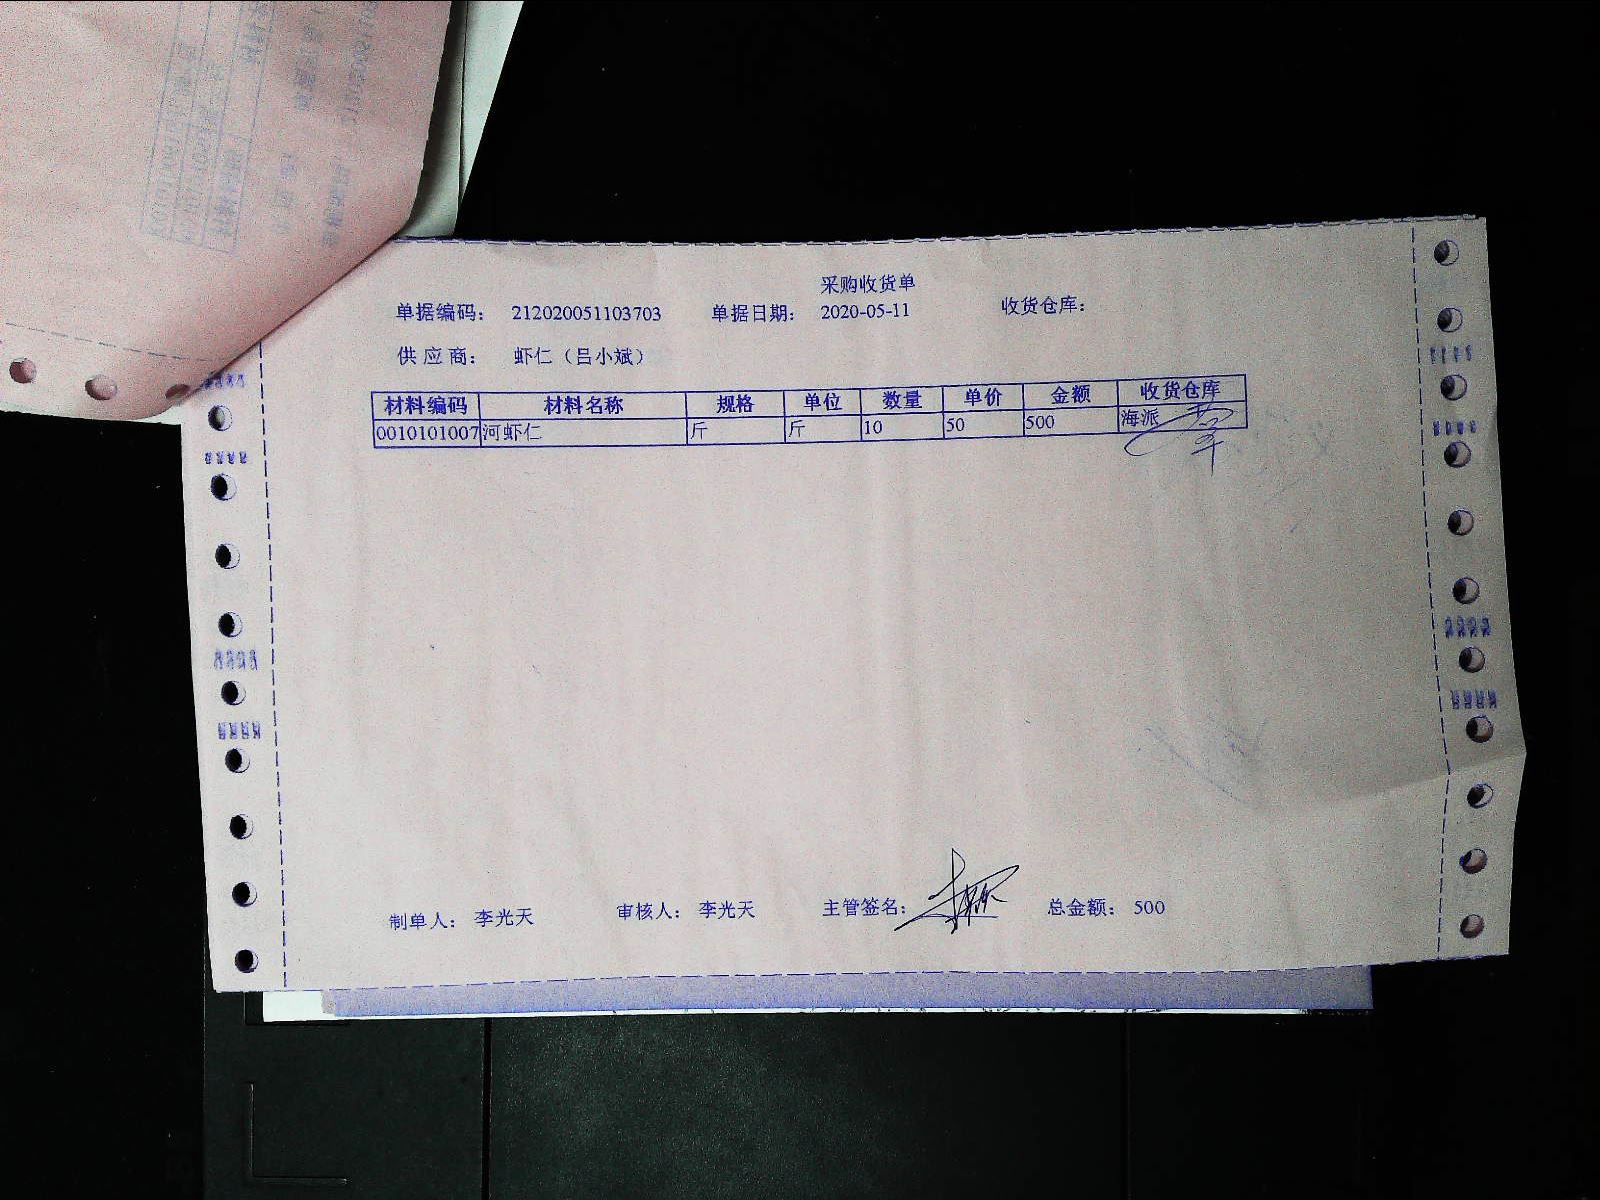 采购收货单
单据编码： 212020051103703 单据日期： 2020-05-11 收货仓库：
供 应 商： 虾仁（吕小斌）
材料编码 材料名称 规格 单位 数量 单价 金额 收货仓库
0010101007 河虾仁 斤 斤 10 50 500 海派
制单人： 李光天 审核人： 李光天 主管签名： 总金额： 500